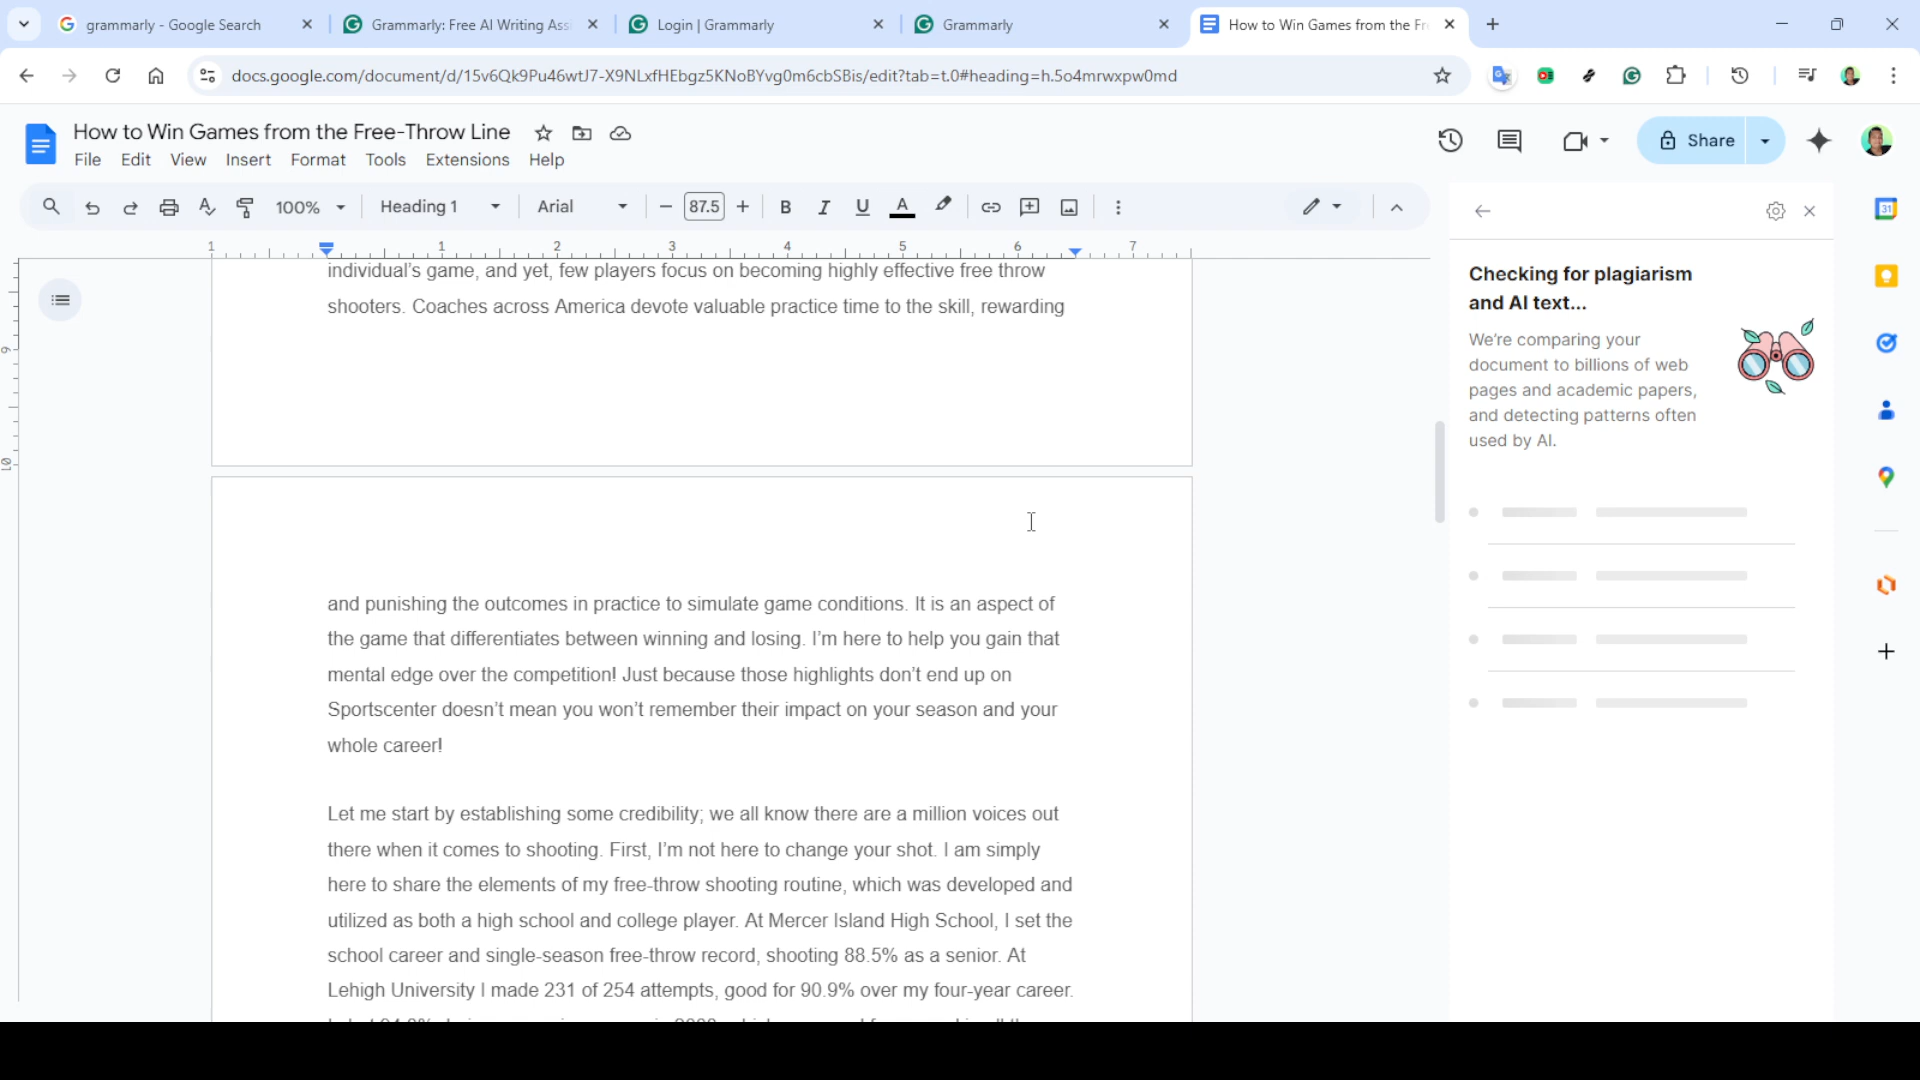 grammarly - Google Search
Grammarly: Free AI Writing Ass
Login | Grammarly
Grammarly
How to Win Games from the Fr
docs.google.com/document/d/15v6Qk9Pu46wtJ7-X9NLxfHEbgz5KNoBYvg0m6cbSBis/edit?tab=t.0#heading=h.5o4mrwxpw0md
How to Win Games from the Free-Throw Line
File Edit View Insert Format Tools Extensions Help
Share
100% Heading 1 Arial 87.5
1 1 2 3 4 5 6 7
9
10
individual's game, and yet, few players focus on becoming highly effective free throw
shooters. Coaches across America devote valuable practice time to the skill, rewarding
and punishing the outcomes in practice to simulate game conditions. It is an aspect of
the game that differentiates between winning and losing. I'm here to help you gain that
mental edge over the competition! Just because those highlights don't end up on
Sportscenter doesn't mean you won't remember their impact on your season and your
whole career!
Let me start by establishing some credibility; we all know there are a million voices out
there when it comes to shooting. First, I'm not here to change your shot. I am simply
here to share the elements of my free-throw shooting routine, which was developed and
utilized as both a high school and college player. At Mercer Island High School, I set the
school career and single-season free-throw record, shooting 88.5% as a senior. At
Lehigh University I made 231 of 254 attempts, good for 90.9% over my four-year career.
Checking for plagiarism
and AI text...
We're comparing your
document to billions of web
pages and academic papers,
and detecting patterns often
used by AI.
31